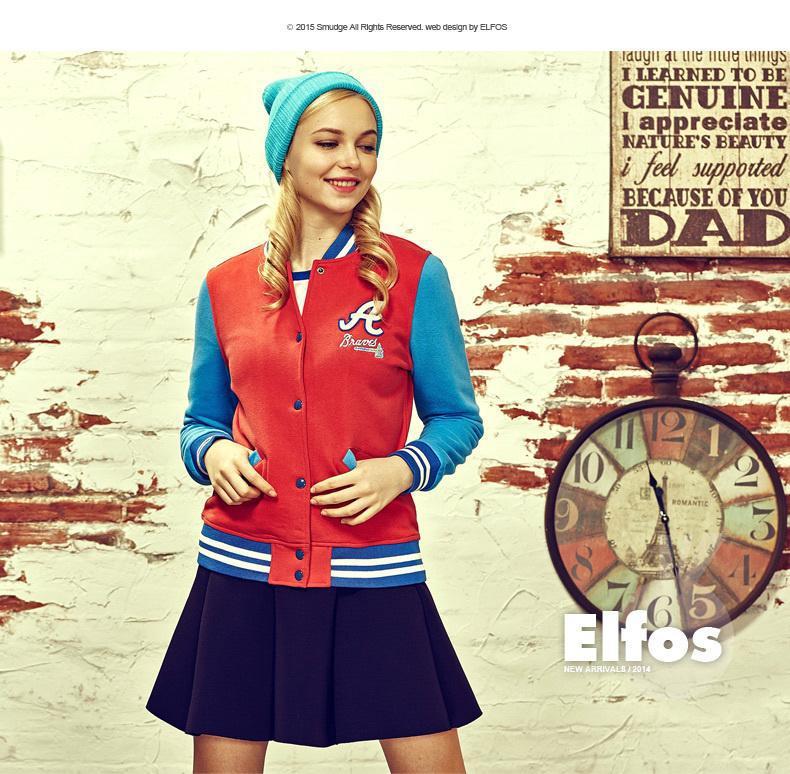 © 2015 Smudge All Rights Reserved. web design by ELFOS
laugh at the little things
I LEARNED TO BE
GENUINE
I appreciate
NATURE'S BEAUTY
i feel supported
BECAUSE OF YOU
DAD
A
Braves
11 12 1
10 2
9 3
8 4
7 6 5
ROMANTIC
Elfos
NEW ARRIVALS / 2014